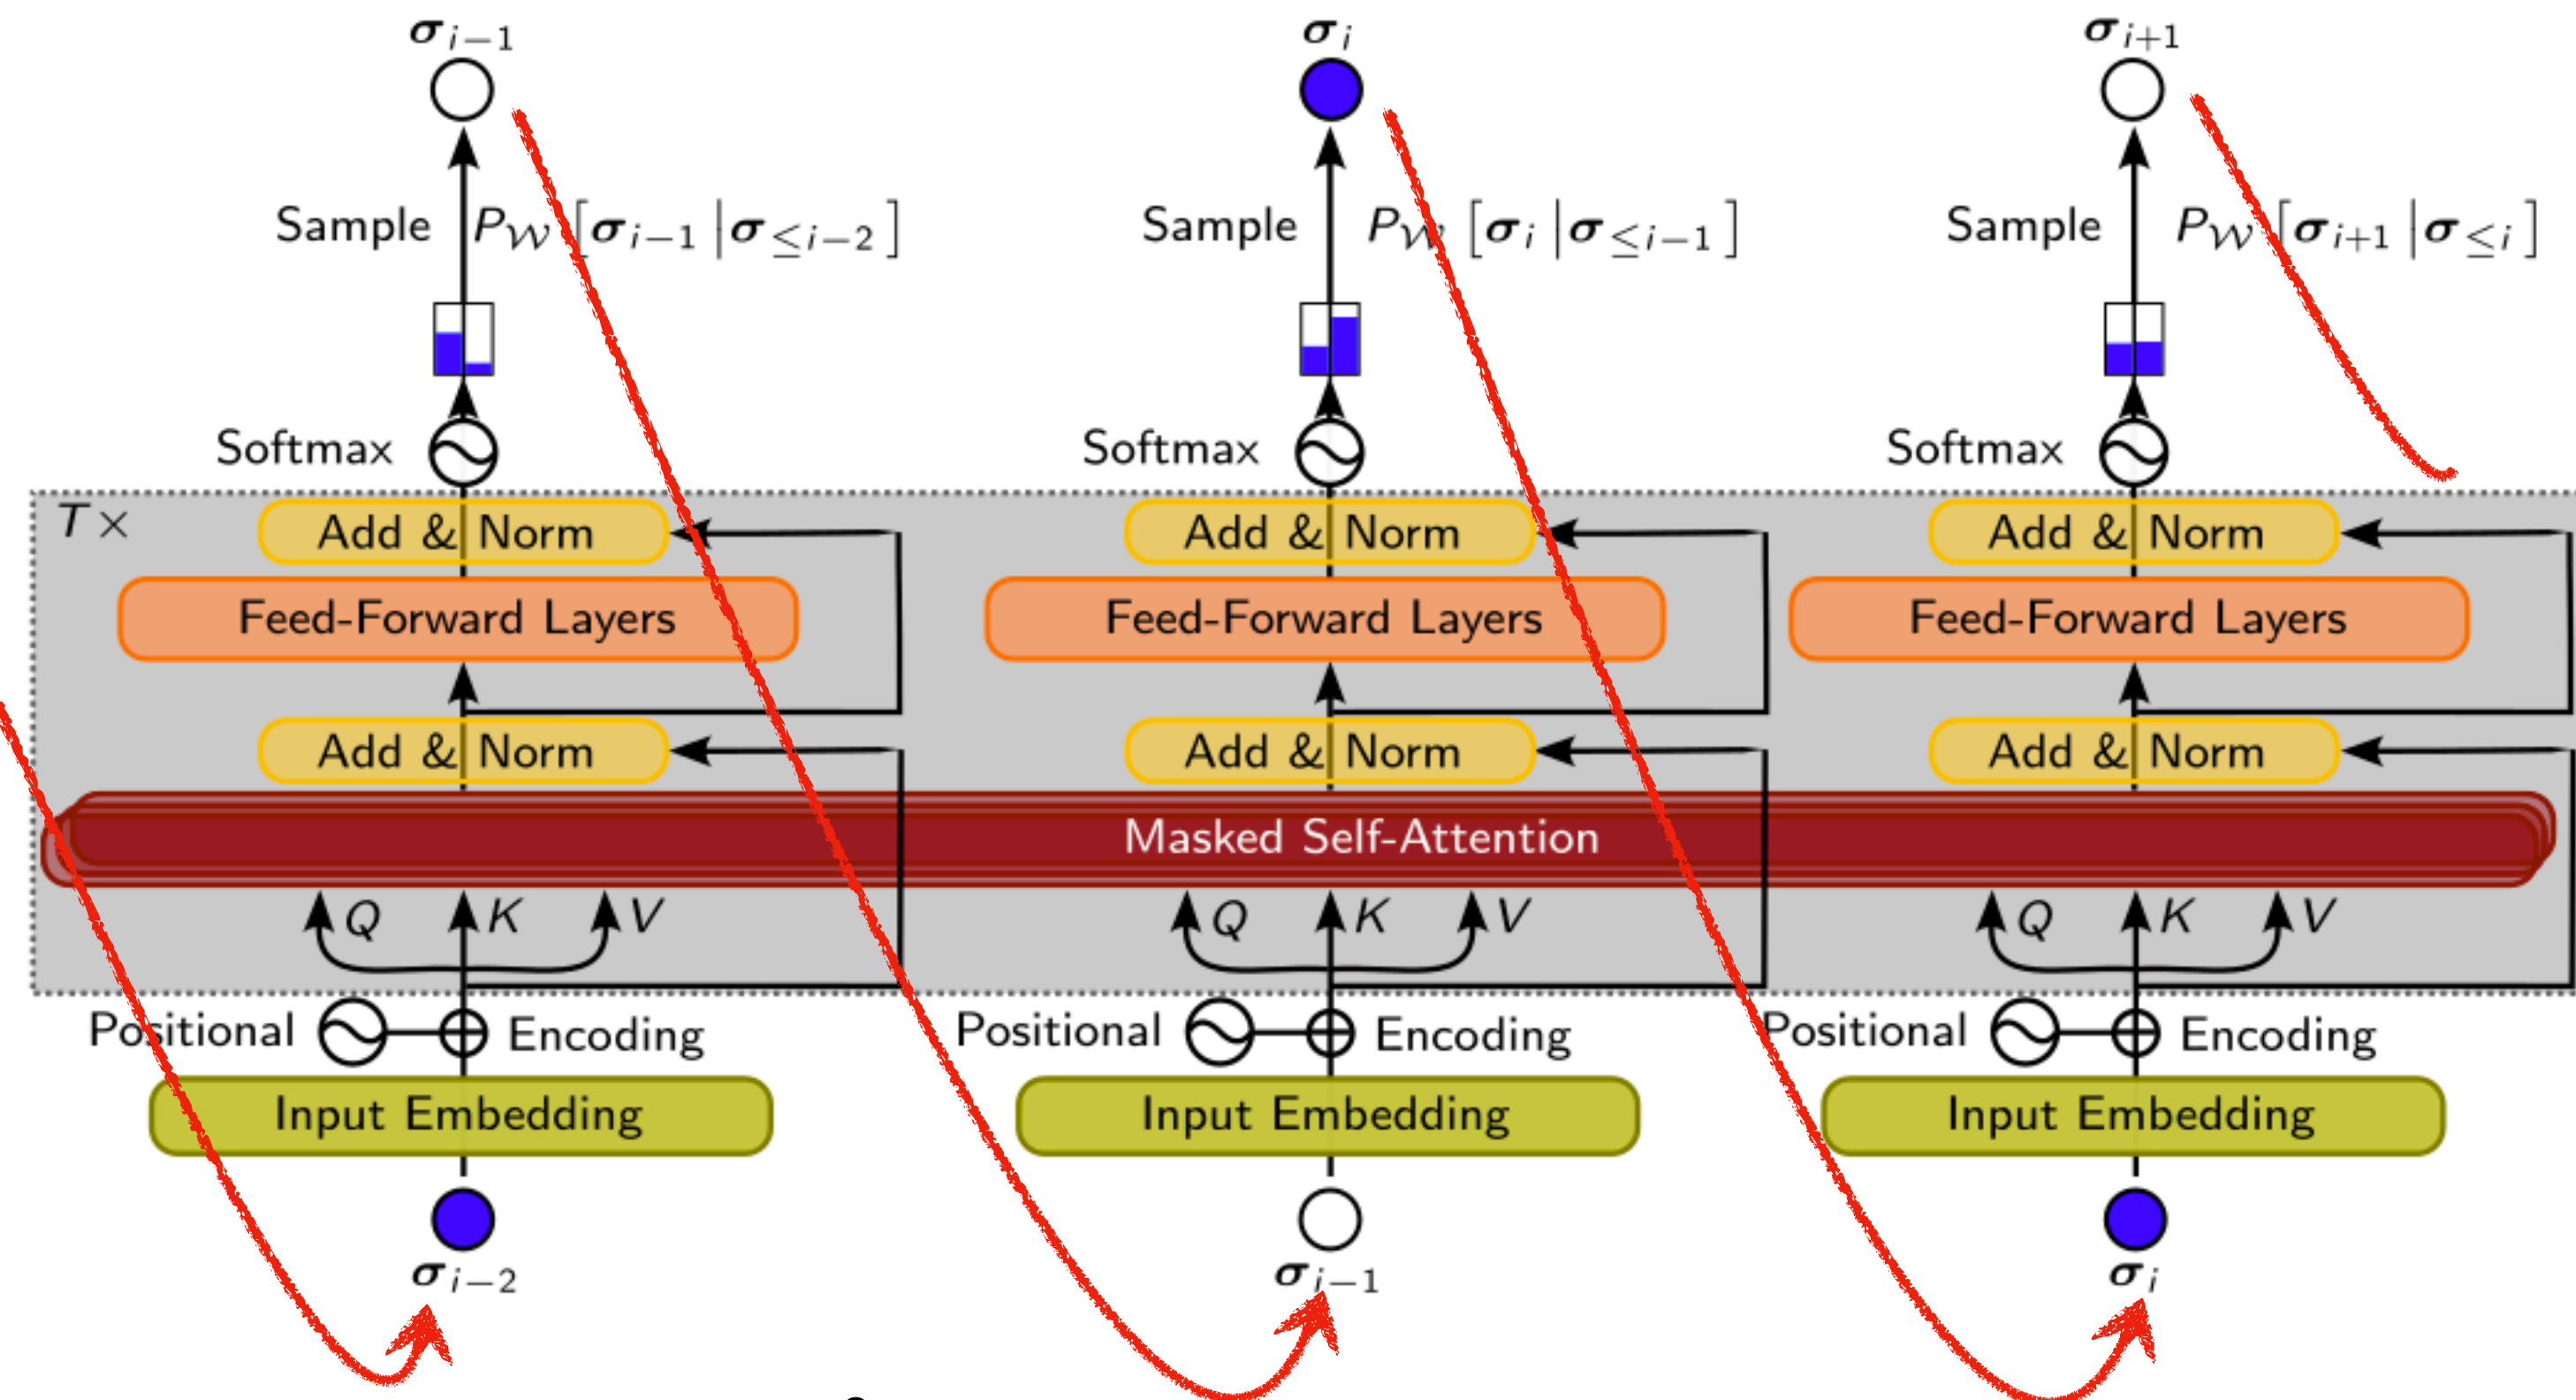 σ_{i−1} σ_i σ_{i+1}
Sample P_𝒲 [σ_{i−1} | σ_{≤i−2}] Sample P_𝒲 [σ_i | σ_{≤i−1}] Sample P_𝒲 [σ_{i+1} | σ_{≤i}]
Softmax Softmax Softmax
T ×
Add & Norm Add & Norm Add & Norm
Feed-Forward Layers Feed-Forward Layers Feed-Forward Layers
Add & Norm Add & Norm Add & Norm
Masked Self-Attention
Q K V Q K V Q K V
Positional Encoding Positional Encoding Positional Encoding
Input Embedding Input Embedding Input Embedding
σ_{i−2} σ_{i−1} σ_i